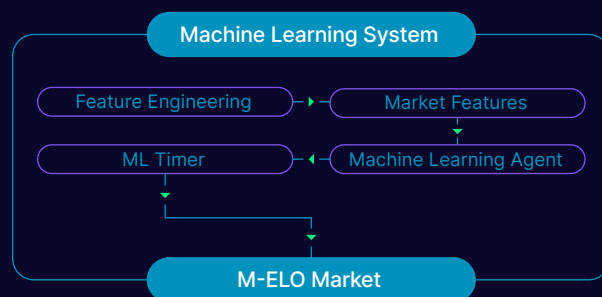 Machine Learning System
Feature Engineering
Market Features
ML Timer
Machine Learning Agent
M-ELO Market